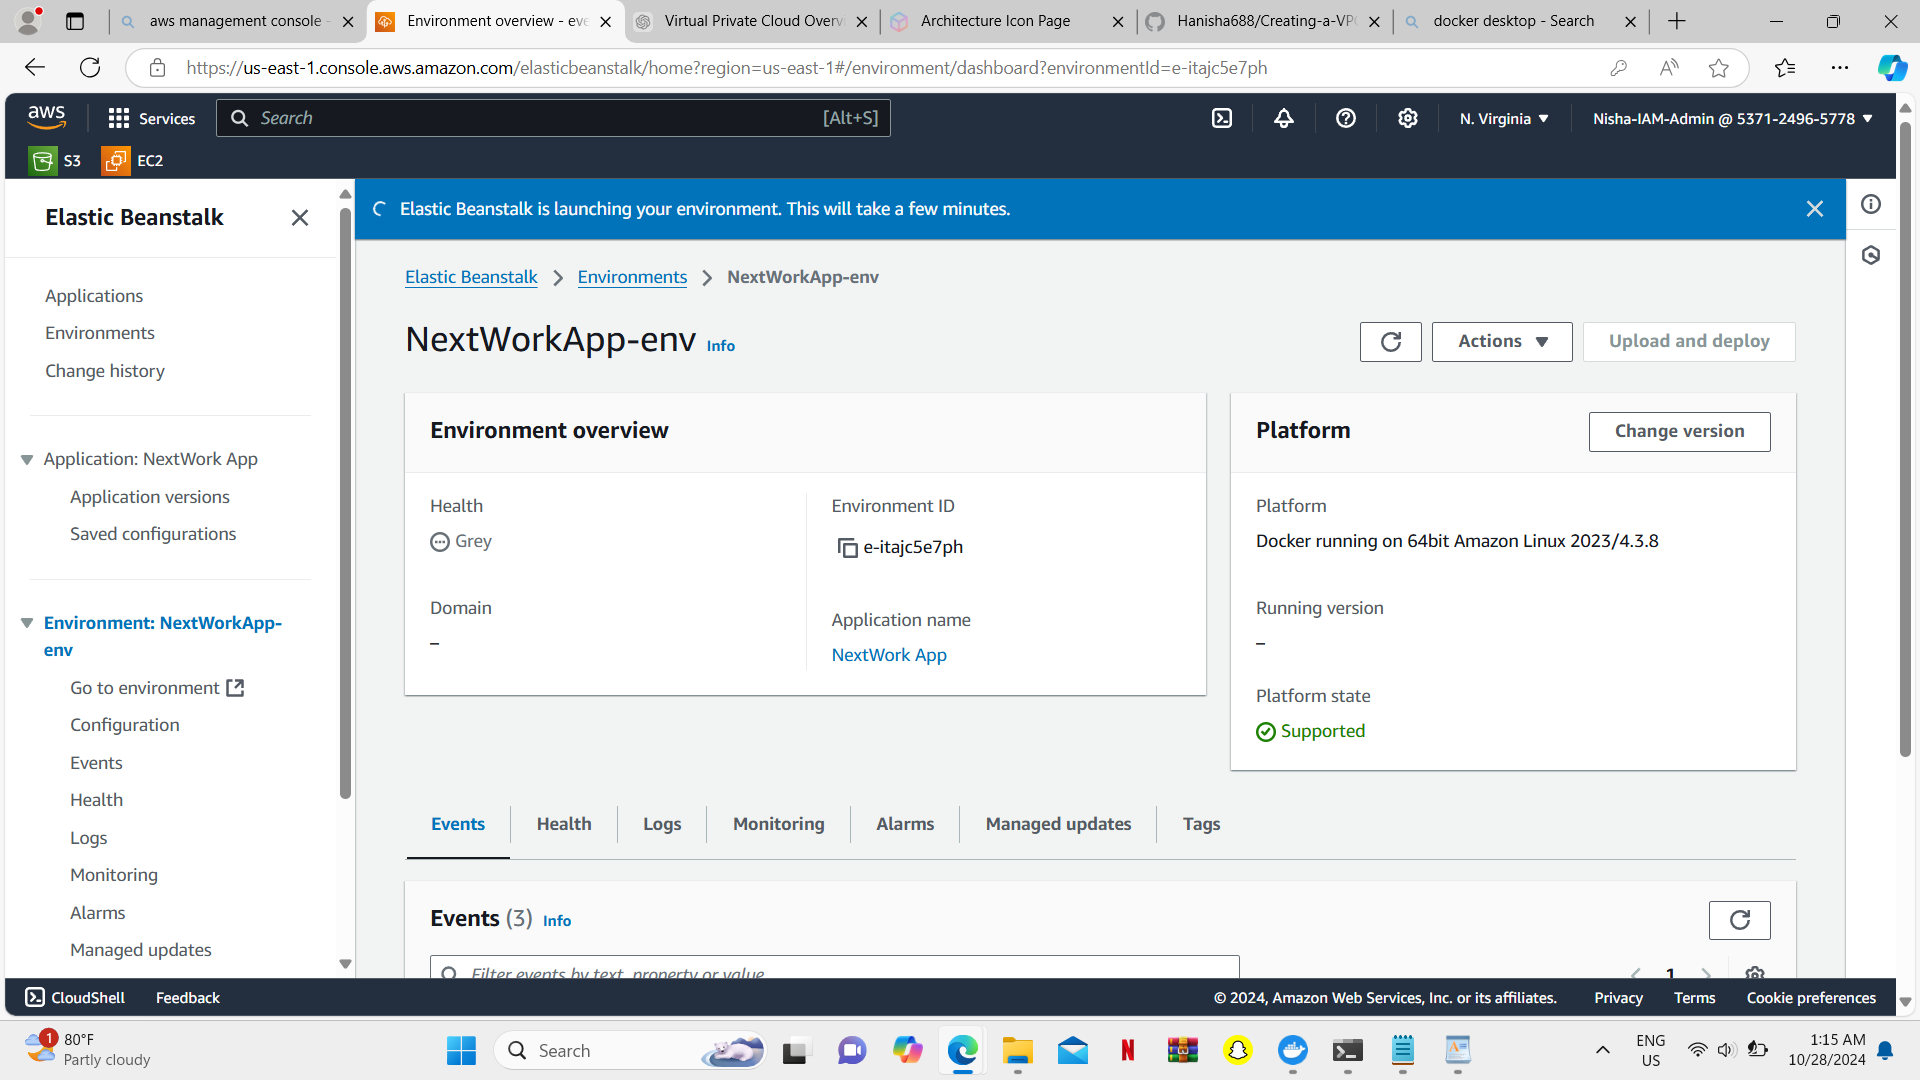 aws management console -
Environment overview - eve
Virtual Private Cloud Overvi
Architecture Icon Page
Hanisha688/Creating-a-VPC
docker desktop - Search
https://us-east-1.console.aws.amazon.com/elasticbeanstalk/home?region=us-east-1#/environment/dashboard?environmentId=e-itajc5e7ph
aws
Services
Search
[Alt+S]
N. Virginia
Nisha-IAM-Admin @ 5371-2496-5778
S3
EC2
Elastic Beanstalk
Applications
Environments
Change history
Application: NextWork App
Application versions
Saved configurations
Environment: NextWorkApp-
env
Go to environment
Configuration
Events
Health
Logs
Monitoring
Alarms
Managed updates
Elastic Beanstalk is launching your environment. This will take a few minutes.
Elastic Beanstalk
Environments
NextWorkApp-env
NextWorkApp-env Info
Actions
Upload and deploy
Environment overview
Health
Grey
Domain
–
Environment ID
e-itajc5e7ph
Application name
NextWork App
Platform
Change version
Platform
Docker running on 64bit Amazon Linux 2023/4.3.8
Running version
–
Platform state
Supported
Events
Health
Logs
Monitoring
Alarms
Managed updates
Tags
Events (3) Info
Filter events by text, property or value
1
CloudShell
Feedback
© 2024, Amazon Web Services, Inc. or its affiliates.
Privacy
Terms
Cookie preferences
1
80°F
Partly cloudy
Search
N
ENG
US
1:15 AM
10/28/2024